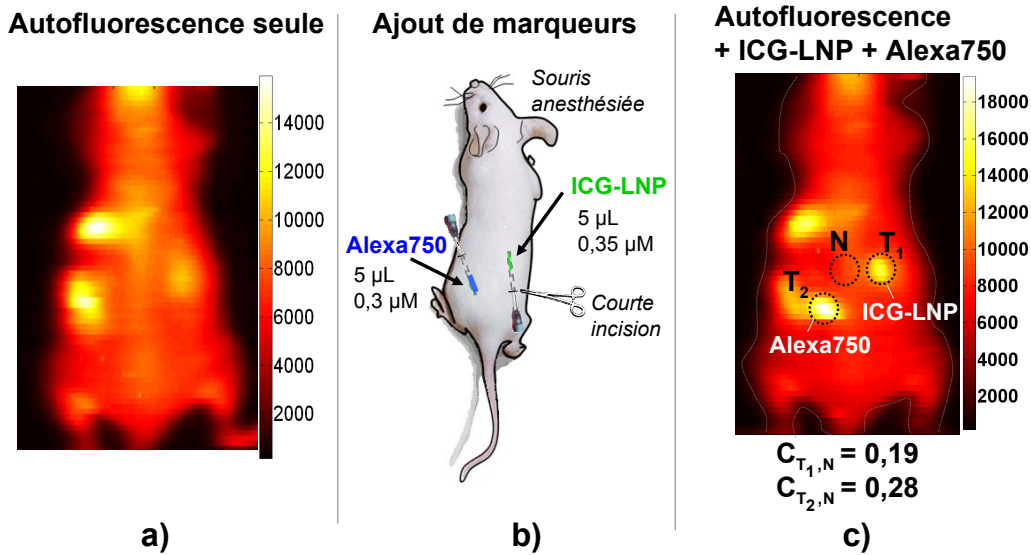 Autofluorescence seule
14000
12000
10000
8000
6000
4000
2000
a)
Ajout de marqueurs
Souris
anesthésiée
ICG-LNP
5 µL
0,35 µM
Alexa750
5 µL
0,3 µM
Courte
incision
b)
Autofluorescence
+ ICG-LNP + Alexa750
18000
16000
14000
12000
10000
8000
6000
4000
2000
N
T1
T2
ICG-LNP
Alexa750
CT1,N = 0,19
CT2,N = 0,28
c)